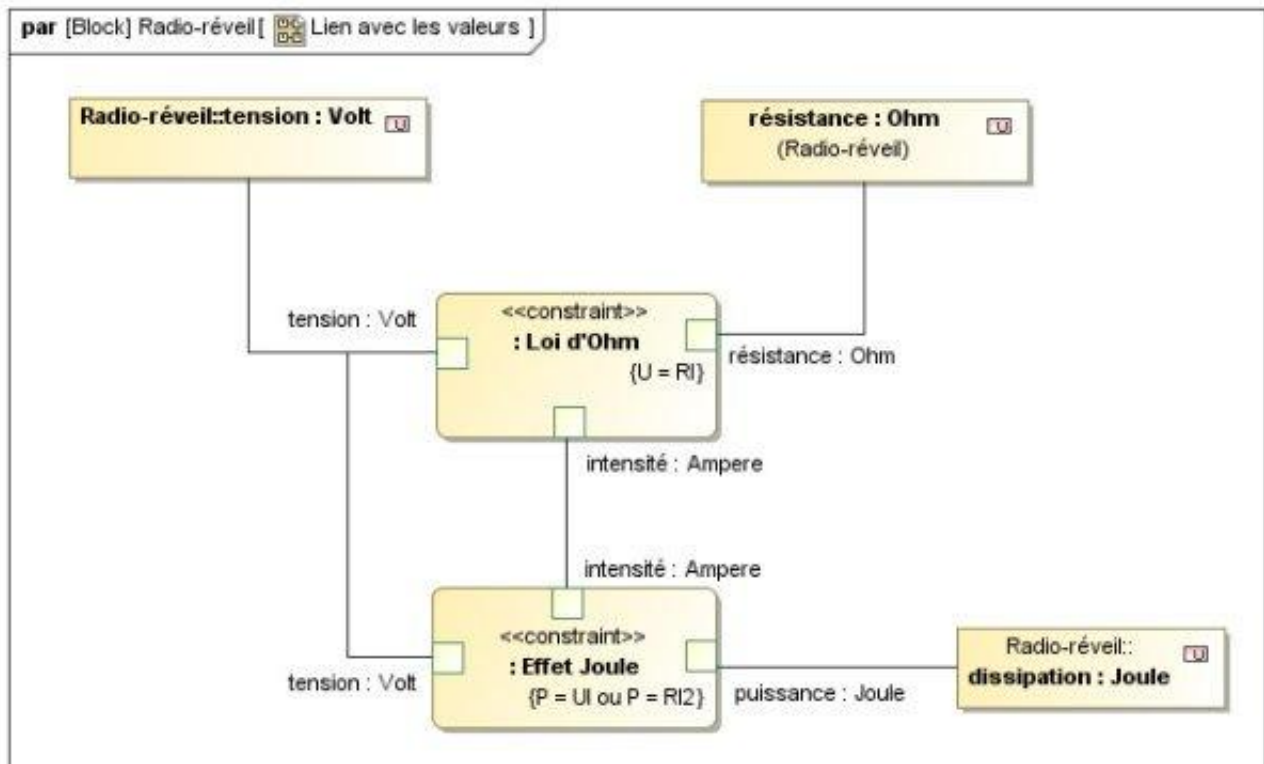 par [Block] Radio-réveil[ Lien avec les valeurs ]
Radio-réveil::tension : Volt
résistance : Ohm
(Radio-réveil)
tension : Volt
<<constraint>>
: Loi d'Ohm
{U = RI}
résistance : Ohm
intensité : Ampere
intensité : Ampere
<<constraint>>
: Effet Joule
{P = UI ou P = RI2}
tension : Volt
puissance : Joule
Radio-réveil::
dissipation : Joule